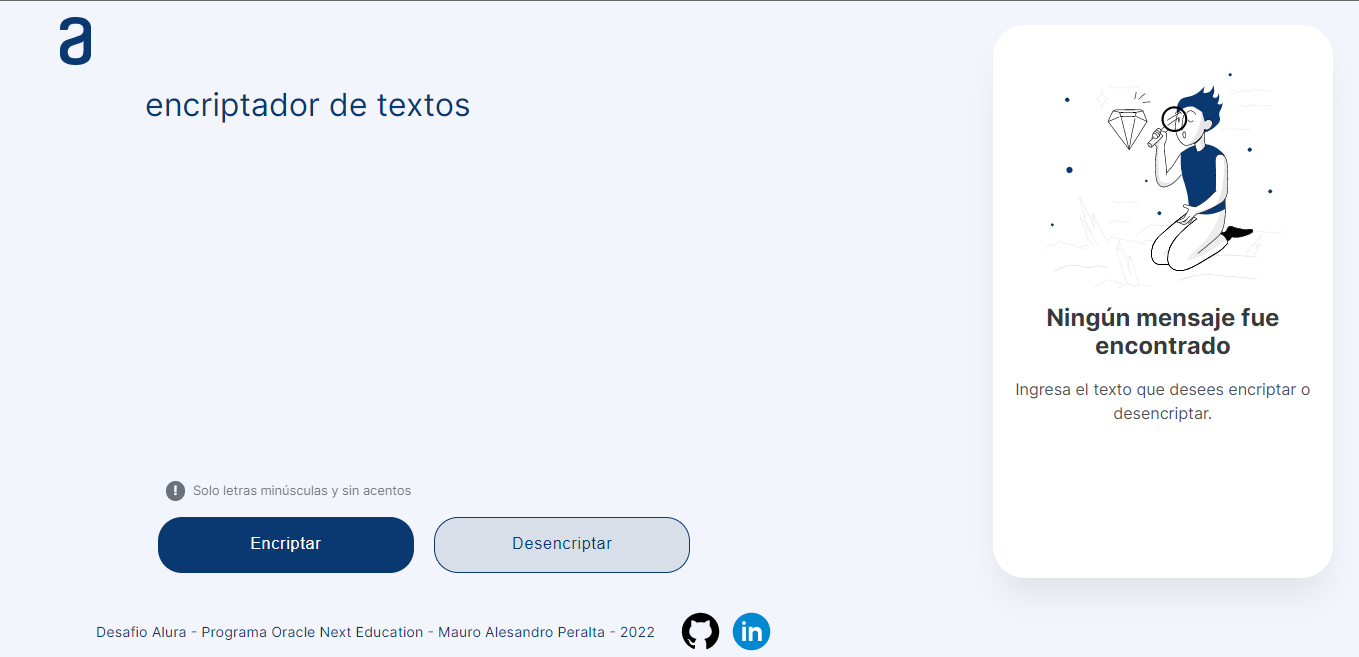 a
encriptador de textos
Ningún mensaje fue
encontrado
Ingresa el texto que desees encriptar o
desencriptar.
Solo letras minúsculas y sin acentos
Encriptar
Desencriptar
Desafio Alura - Programa Oracle Next Education - Mauro Alesandro Peralta - 2022
in